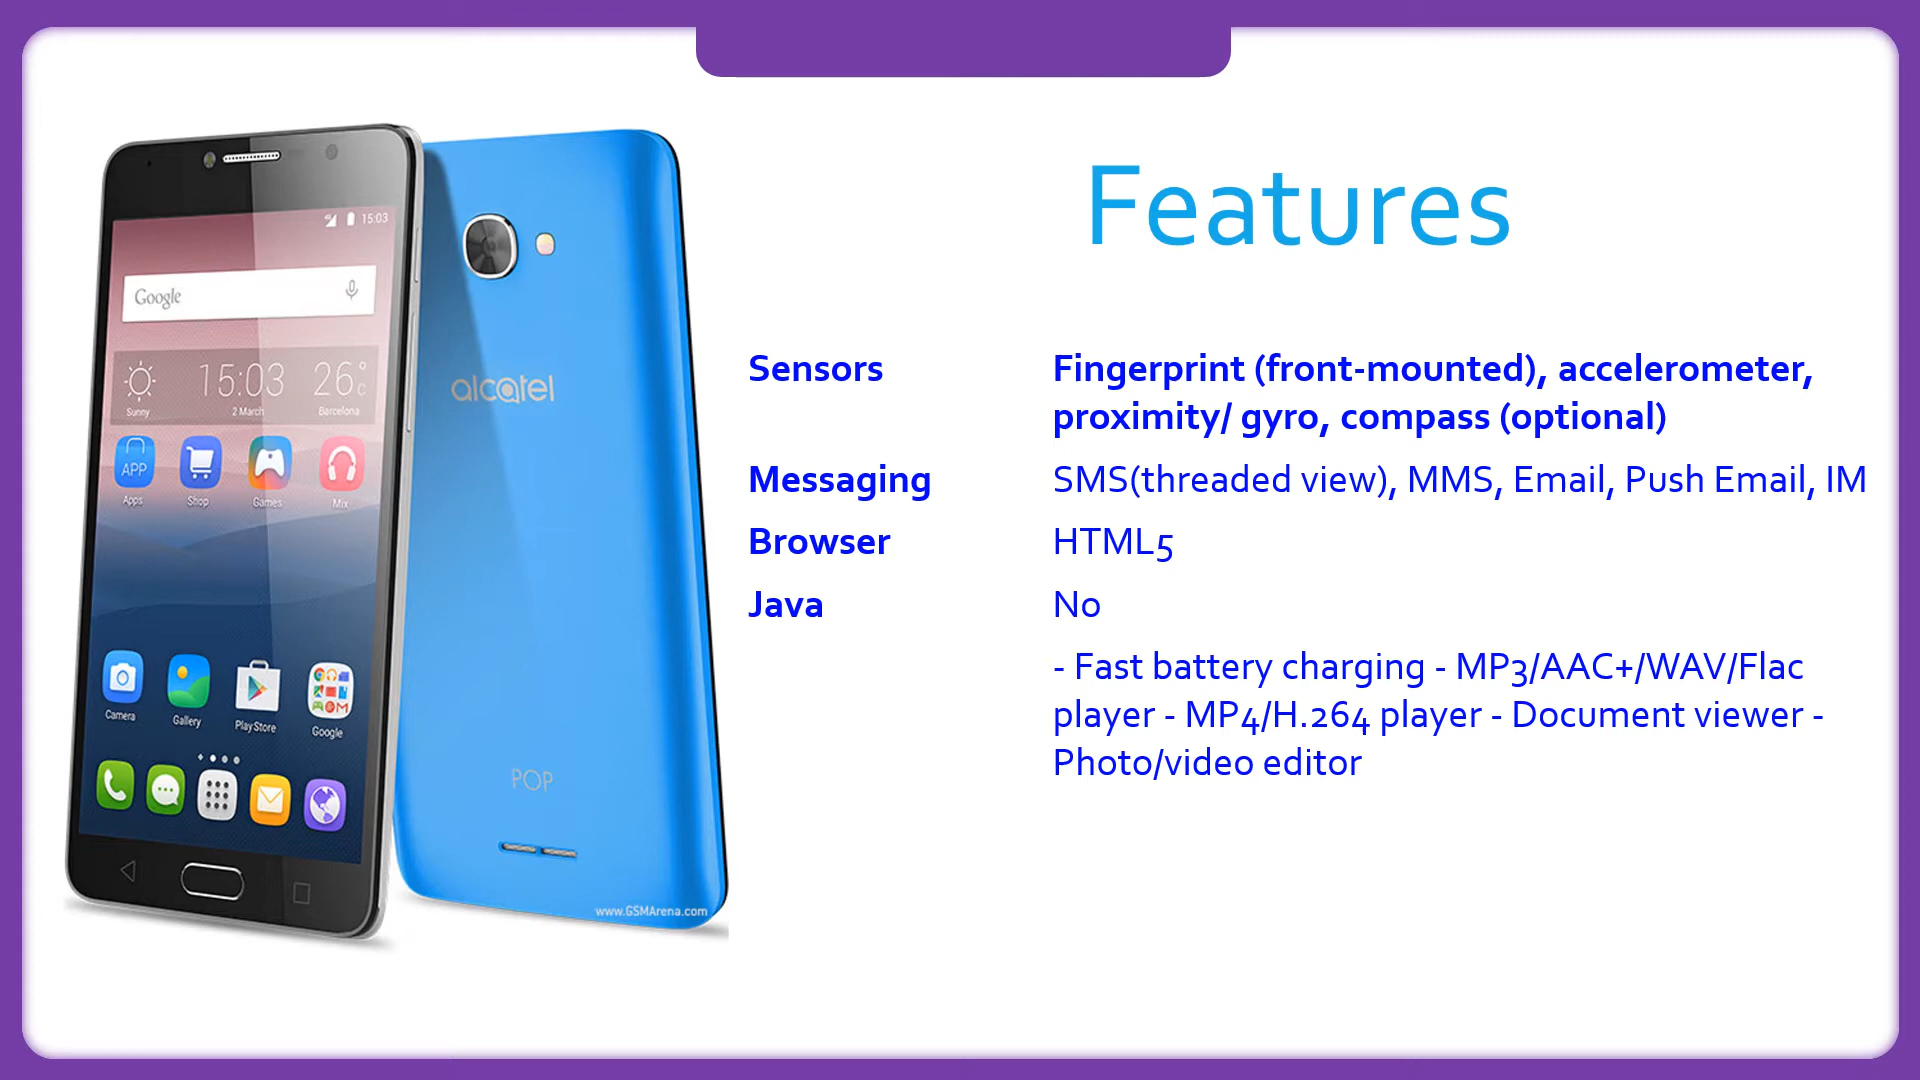 Features
15:03
Google
15:03 26°c
Sunny 2 March Barcelona
APP
Apps Shop Games Mix
Camera Gallery Play Store Google
alcatel
POP
www.GSMArena.com
Sensors Fingerprint (front-mounted), accelerometer,
proximity/ gyro, compass (optional)
Messaging SMS(threaded view), MMS, Email, Push Email, IM
Browser HTML5
Java No
- Fast battery charging - MP3/AAC+/WAV/Flac
player - MP4/H.264 player - Document viewer -
Photo/video editor